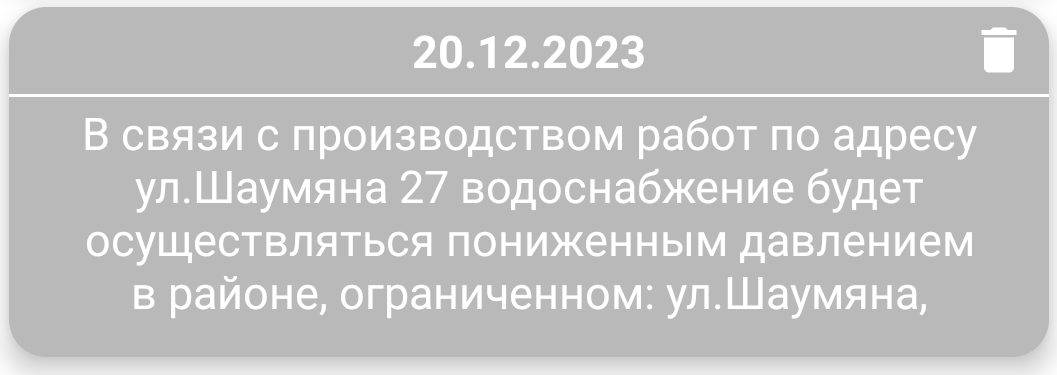 20.12.2023
В связи с производством работ по адресу
ул.Шаумяна 27 водоснабжение будет
осуществляться пониженным давлением
в районе, ограниченном: ул.Шаумяна,